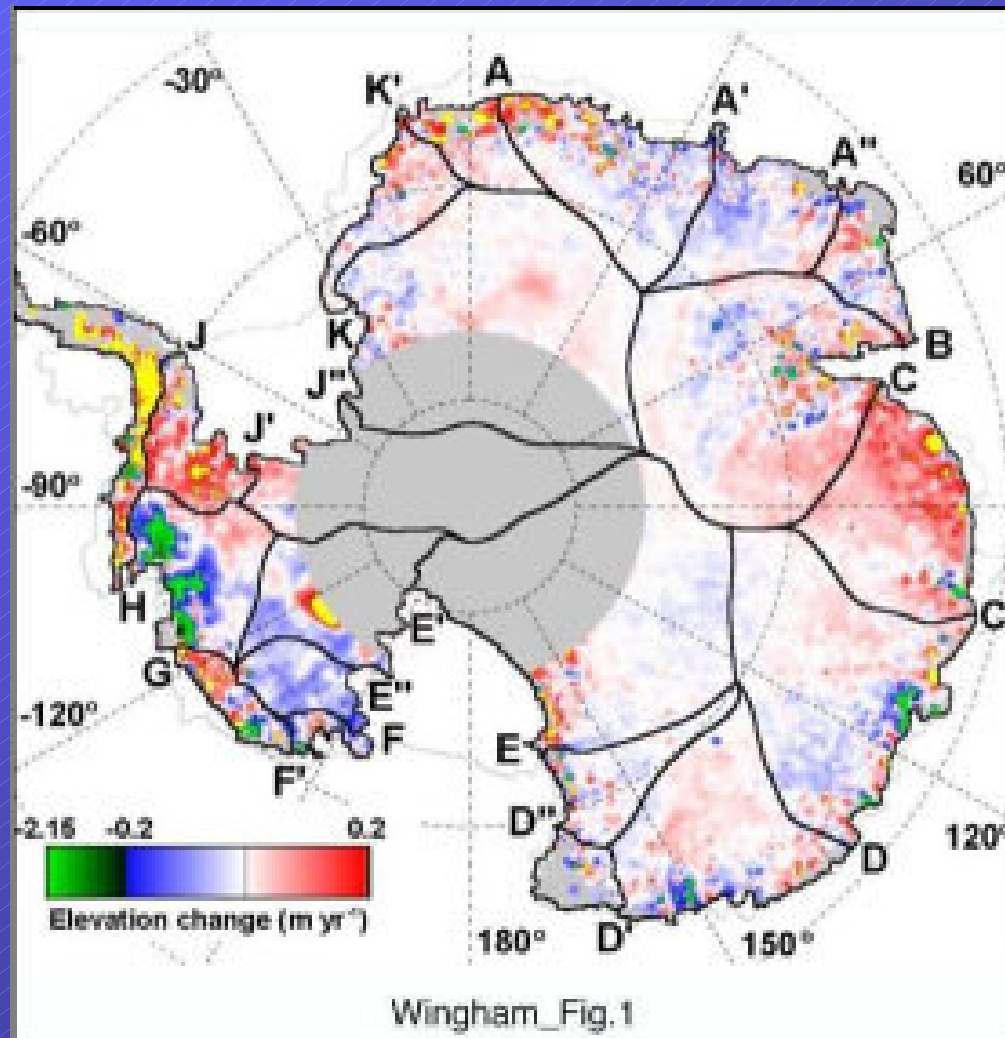 -30°
K'
A
A'
A"
60°
-60°
K
B
J
J"
C
J'
-90°
H
C'
E'
G
E"
-120°
F
E
F'
D"
-2.15 -0.2 0.2
D
120°
Elevation change (m yr⁻¹)
180°
D'
150°
Wingham_Fig.1